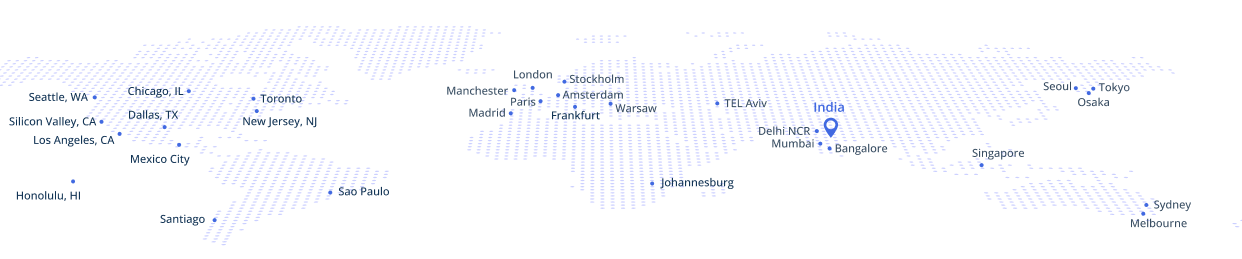 London
Stockholm
Manchester
Seoul
Tokyo
Chicago, IL
Seattle, WA
Toronto
Paris
Amsterdam
Osaka
TEL Aviv
India
Warsaw
Madrid
Frankfurt
Dallas, TX
Silicon Valley, CA
New Jersey, NJ
Delhi NCR
Los Angeles, CA
Mumbai
Bangalore
Mexico City
Singapore
Johannesburg
Sao Paulo
Honolulu, HI
Sydney
Santiago
Melbourne